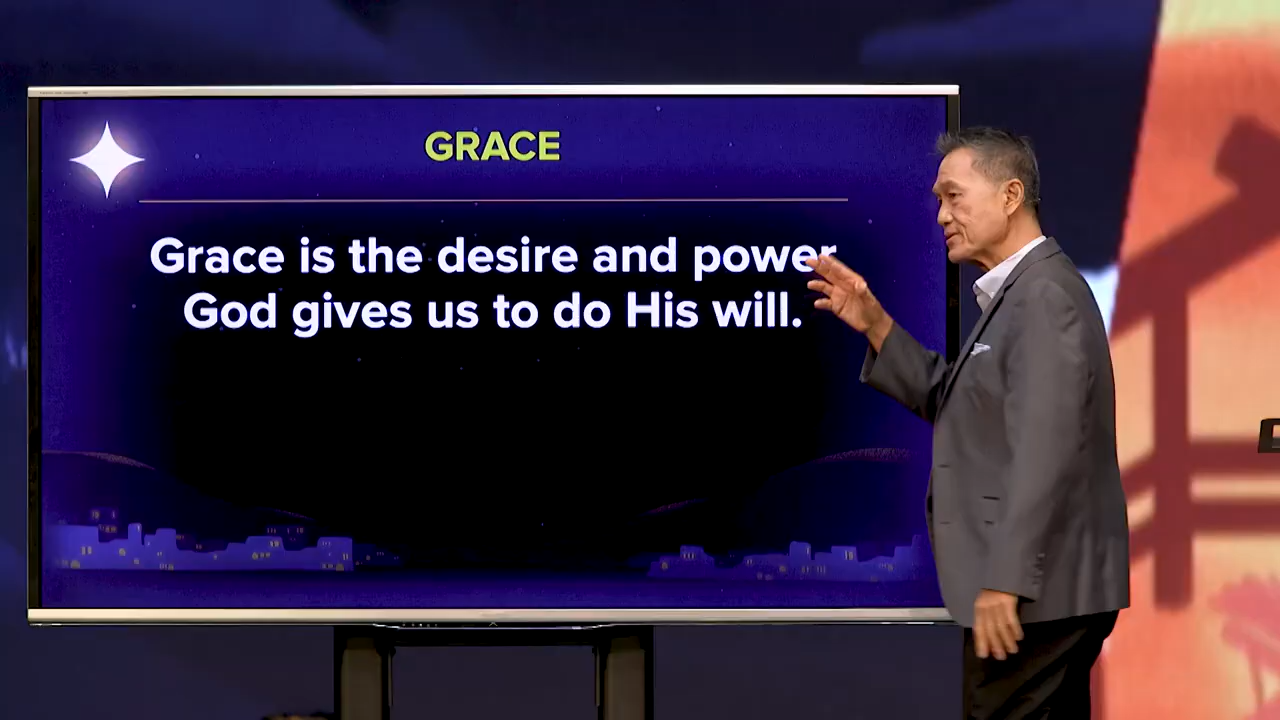 GRACE
Grace is the desire and power
God gives us to do His will.